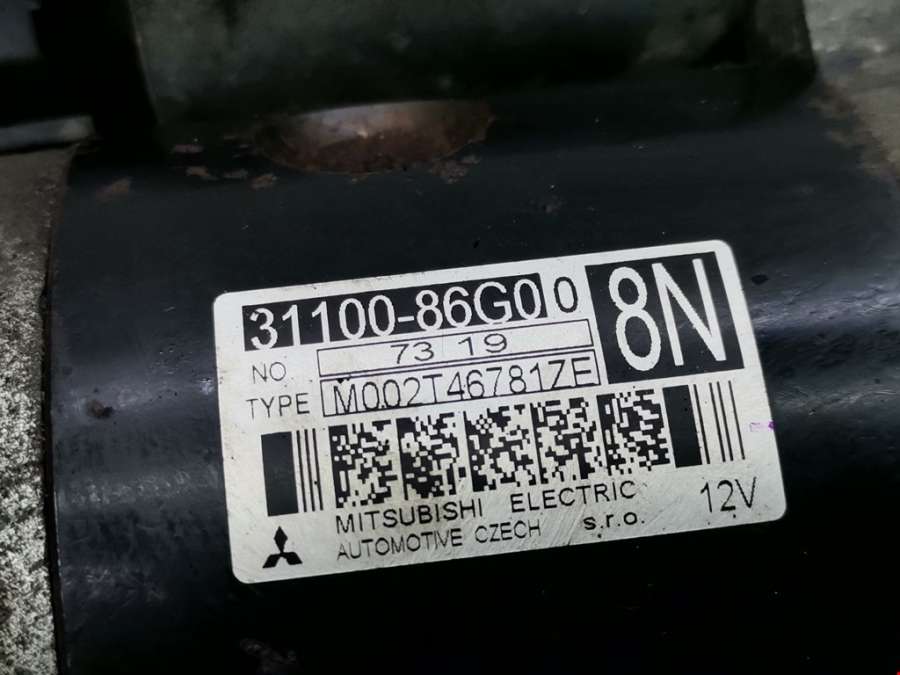 31100-86G00
8N
NO 73 19
TYPE M002T46781ZE
MITSUBISHI ELECTRIC
AUTOMOTIVE CZECH s.r.o.
12V